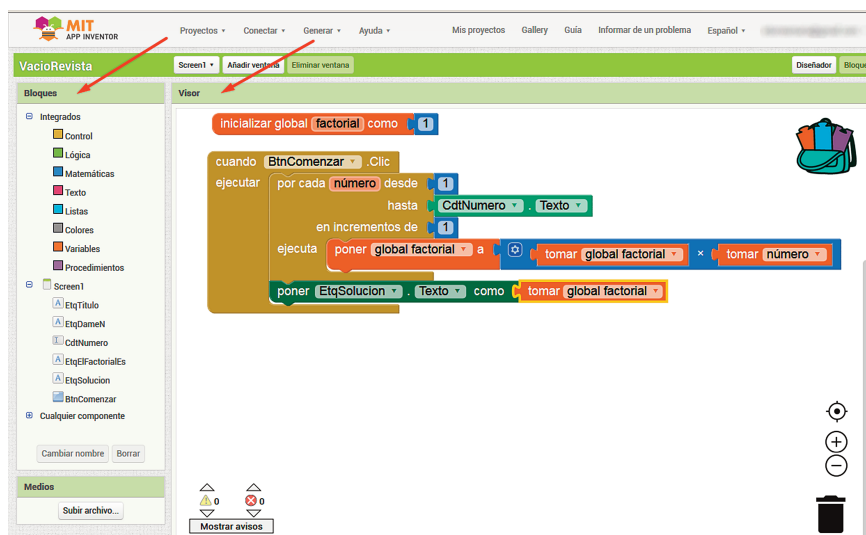 MIT
APP INVENTOR
Proyectos Conectar Generar Ayuda Mis proyectos Gallery Guía Informar de un problema Español
VacioRevista Screen1 Añadir ventana Eliminar ventana Diseñador Bloque
Bloques
Integrados
Control
Lógica
Matemáticas
Texto
Listas
Colores
Variables
Procedimientos
Screen1
EtqTitulo
EtqDameN
CdtNumero
EtqElFactorialEs
EtqSolucion
BtnComenzar
Cualquier componente
Cambiar nombre Borrar
Medios
Subir archivo...
Visor
inicializar global factorial como 1
cuando BtnComenzar .Clic
ejecutar por cada número desde 1
hasta CdtNumero . Texto
en incrementos de 1
ejecuta poner global factorial a tomar global factorial × tomar número
poner EtqSolucion . Texto como tomar global factorial
0 0
Mostrar avisos